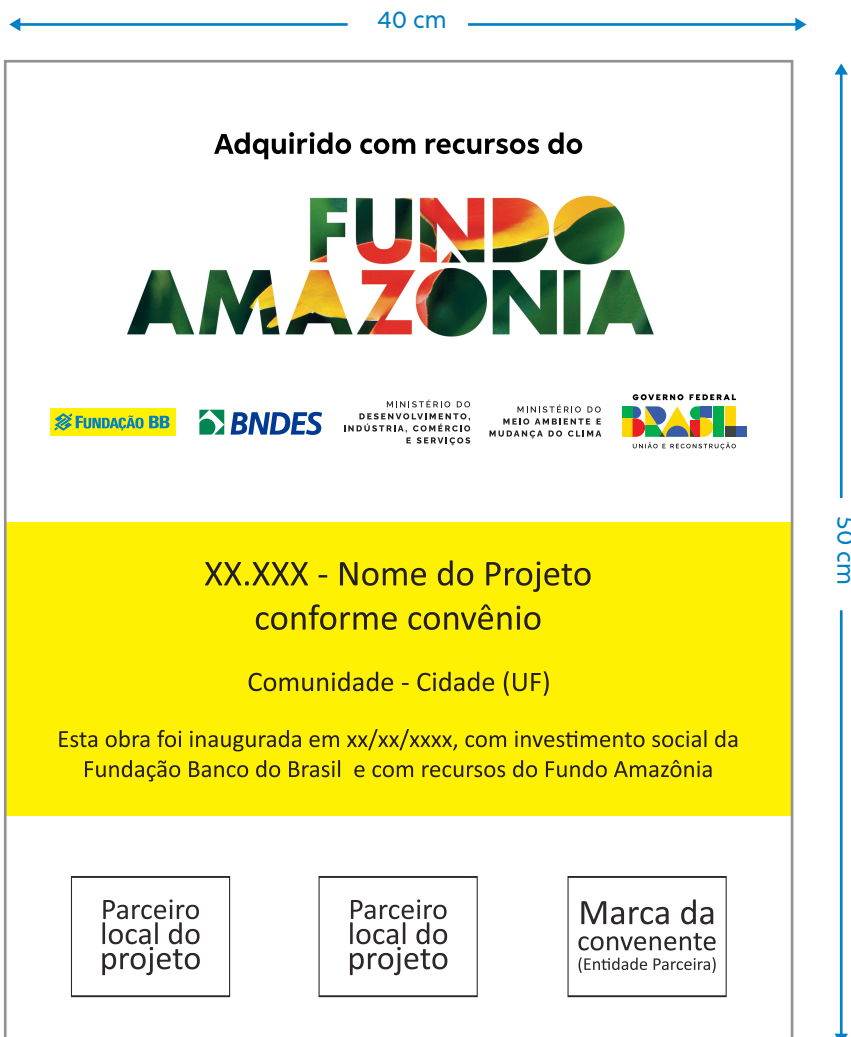 40 cm
Adquirido com recursos do
FUNDO
AMAZÔNIA
FUNDAÇÃO BB
BNDES
MINISTÉRIO DO
DESENVOLVIMENTO,
INDÚSTRIA, COMÉRCIO
E SERVIÇOS
MINISTÉRIO DO
MEIO AMBIENTE E
MUDANÇA DO CLIMA
GOVERNO FEDERAL
BRASIL
UNIÃO E RECONSTRUÇÃO
50 cm
XX.XXX - Nome do Projeto
conforme convênio
Comunidade - Cidade (UF)
Esta obra foi inaugurada em xx/xx/xxxx, com investimento social da
Fundação Banco do Brasil e com recursos do Fundo Amazônia
Parceiro
local do
projeto
Parceiro
local do
projeto
Marca da
convenente
(Entidade Parceira)